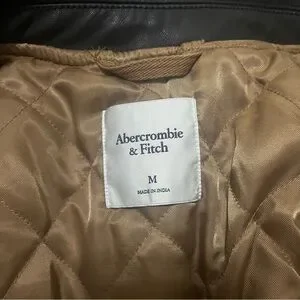 Abercrombie
& Fitch
M
MADE IN INDIA